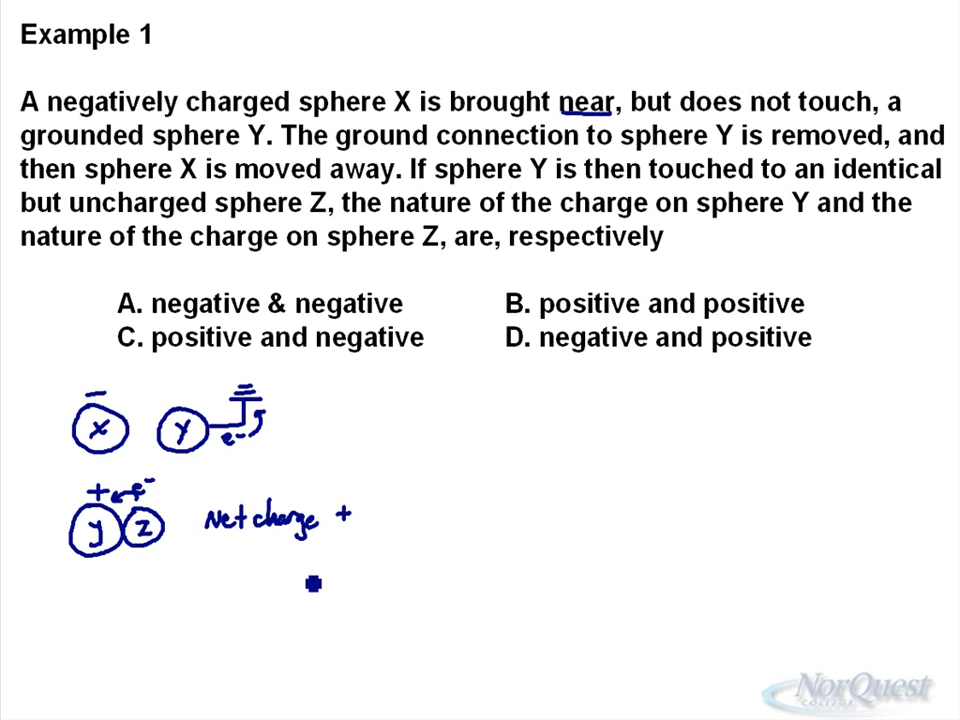 Example 1
A negatively charged sphere X is brought near, but does not touch, a
grounded sphere Y. The ground connection to sphere Y is removed, and
then sphere X is moved away. If sphere Y is then touched to an identical
but uncharged sphere Z, the nature of the charge on sphere Y and the
nature of the charge on sphere Z, are, respectively
A. negative & negative B. positive and positive
C. positive and negative D. negative and positive
−
X Y e⁻
+ e⁻
y z Net charge +
NorQuest
COLLEGE